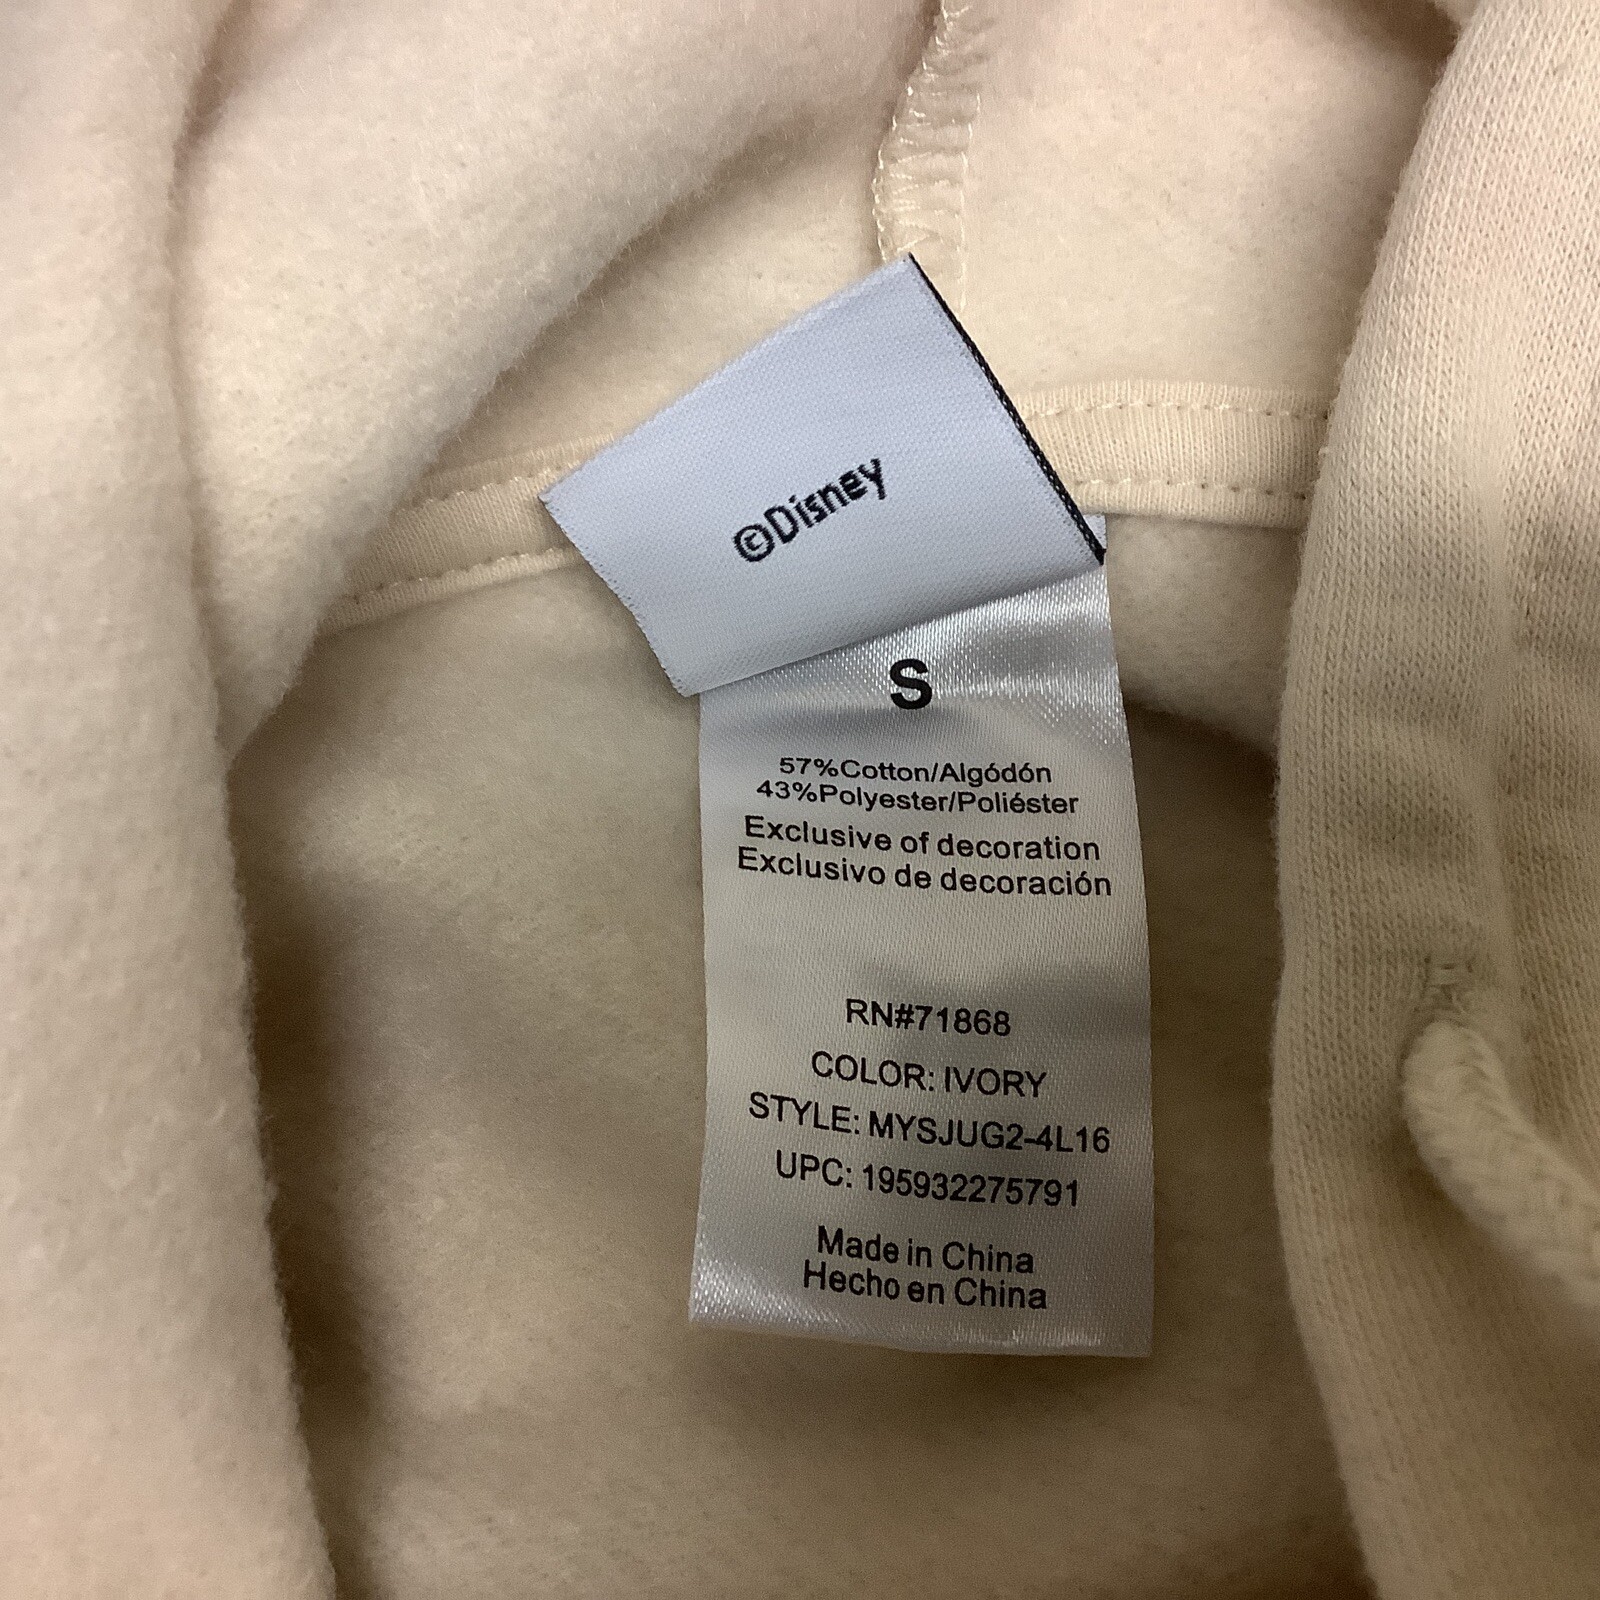 ©Disney
S
57%Cotton/Algódón
43%Polyester/Poliéster
Exclusive of decoration
Exclusivo de decoración
RN#71868
COLOR: IVORY
STYLE: MYSJUG2-4L16
UPC: 195932275791
Made in China
Hecho en China